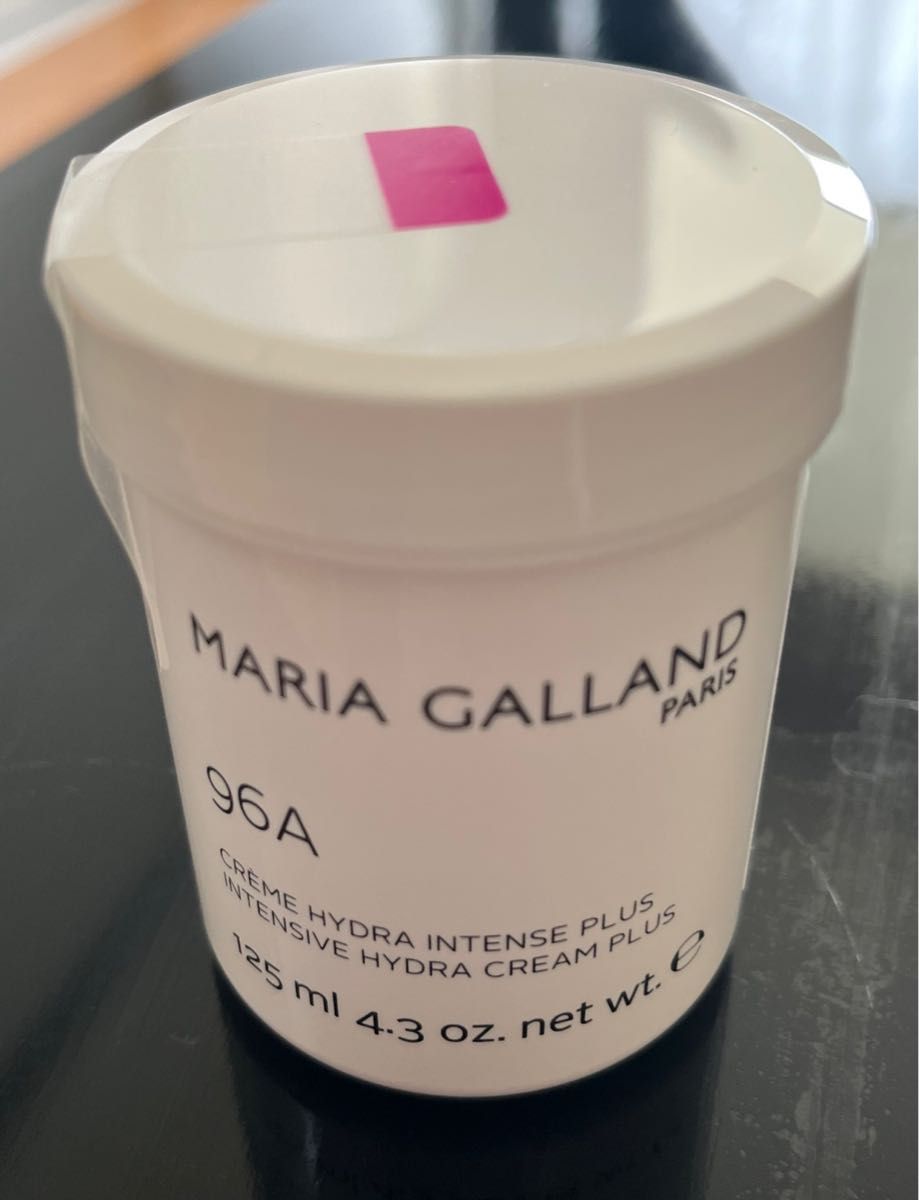 MARIA GALLAND
PARIS
96A
CRÈME HYDRA INTENSE PLUS
INTENSIVE HYDRA CREAM PLUS
125 ml 4.3 oz. net wt. ℮